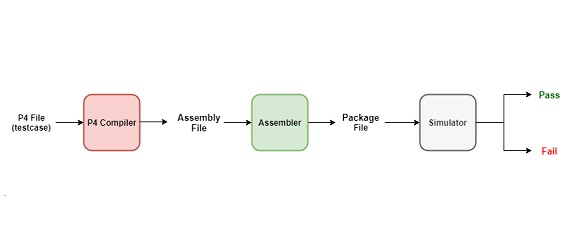 P4 File
(testcase)
P4 Compiler
Assembly
File
Assembler
Package
File
Simulator
Pass
Fail